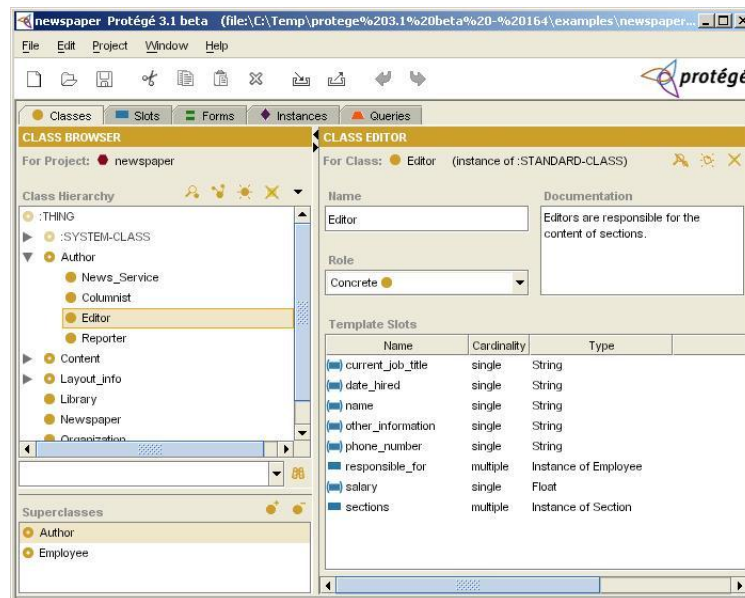 newspaper Protégé 3.1 beta (file:\C:\Temp\protege%203.1%20beta%20-%20164\examples\newspaper...
File Edit Project Window Help
protégé
Classes Slots Forms Instances Queries
CLASS BROWSER
For Project: newspaper
Class Hierarchy
:THING
:SYSTEM-CLASS
Author
News_Service
Columnist
Editor
Reporter
Content
Layout_info
Library
Newspaper
Organization
Superclasses
Author
Employee
CLASS EDITOR
For Class: Editor (instance of :STANDARD-CLASS)
Name
Editor
Documentation
Editors are responsible for the
content of sections.
Role
Concrete
Template Slots
Name Cardinality Type
current_job_title single String
date_hired single String
name single String
other_information single String
phone_number single String
responsible_for multiple Instance of Employee
salary single Float
sections multiple Instance of Section